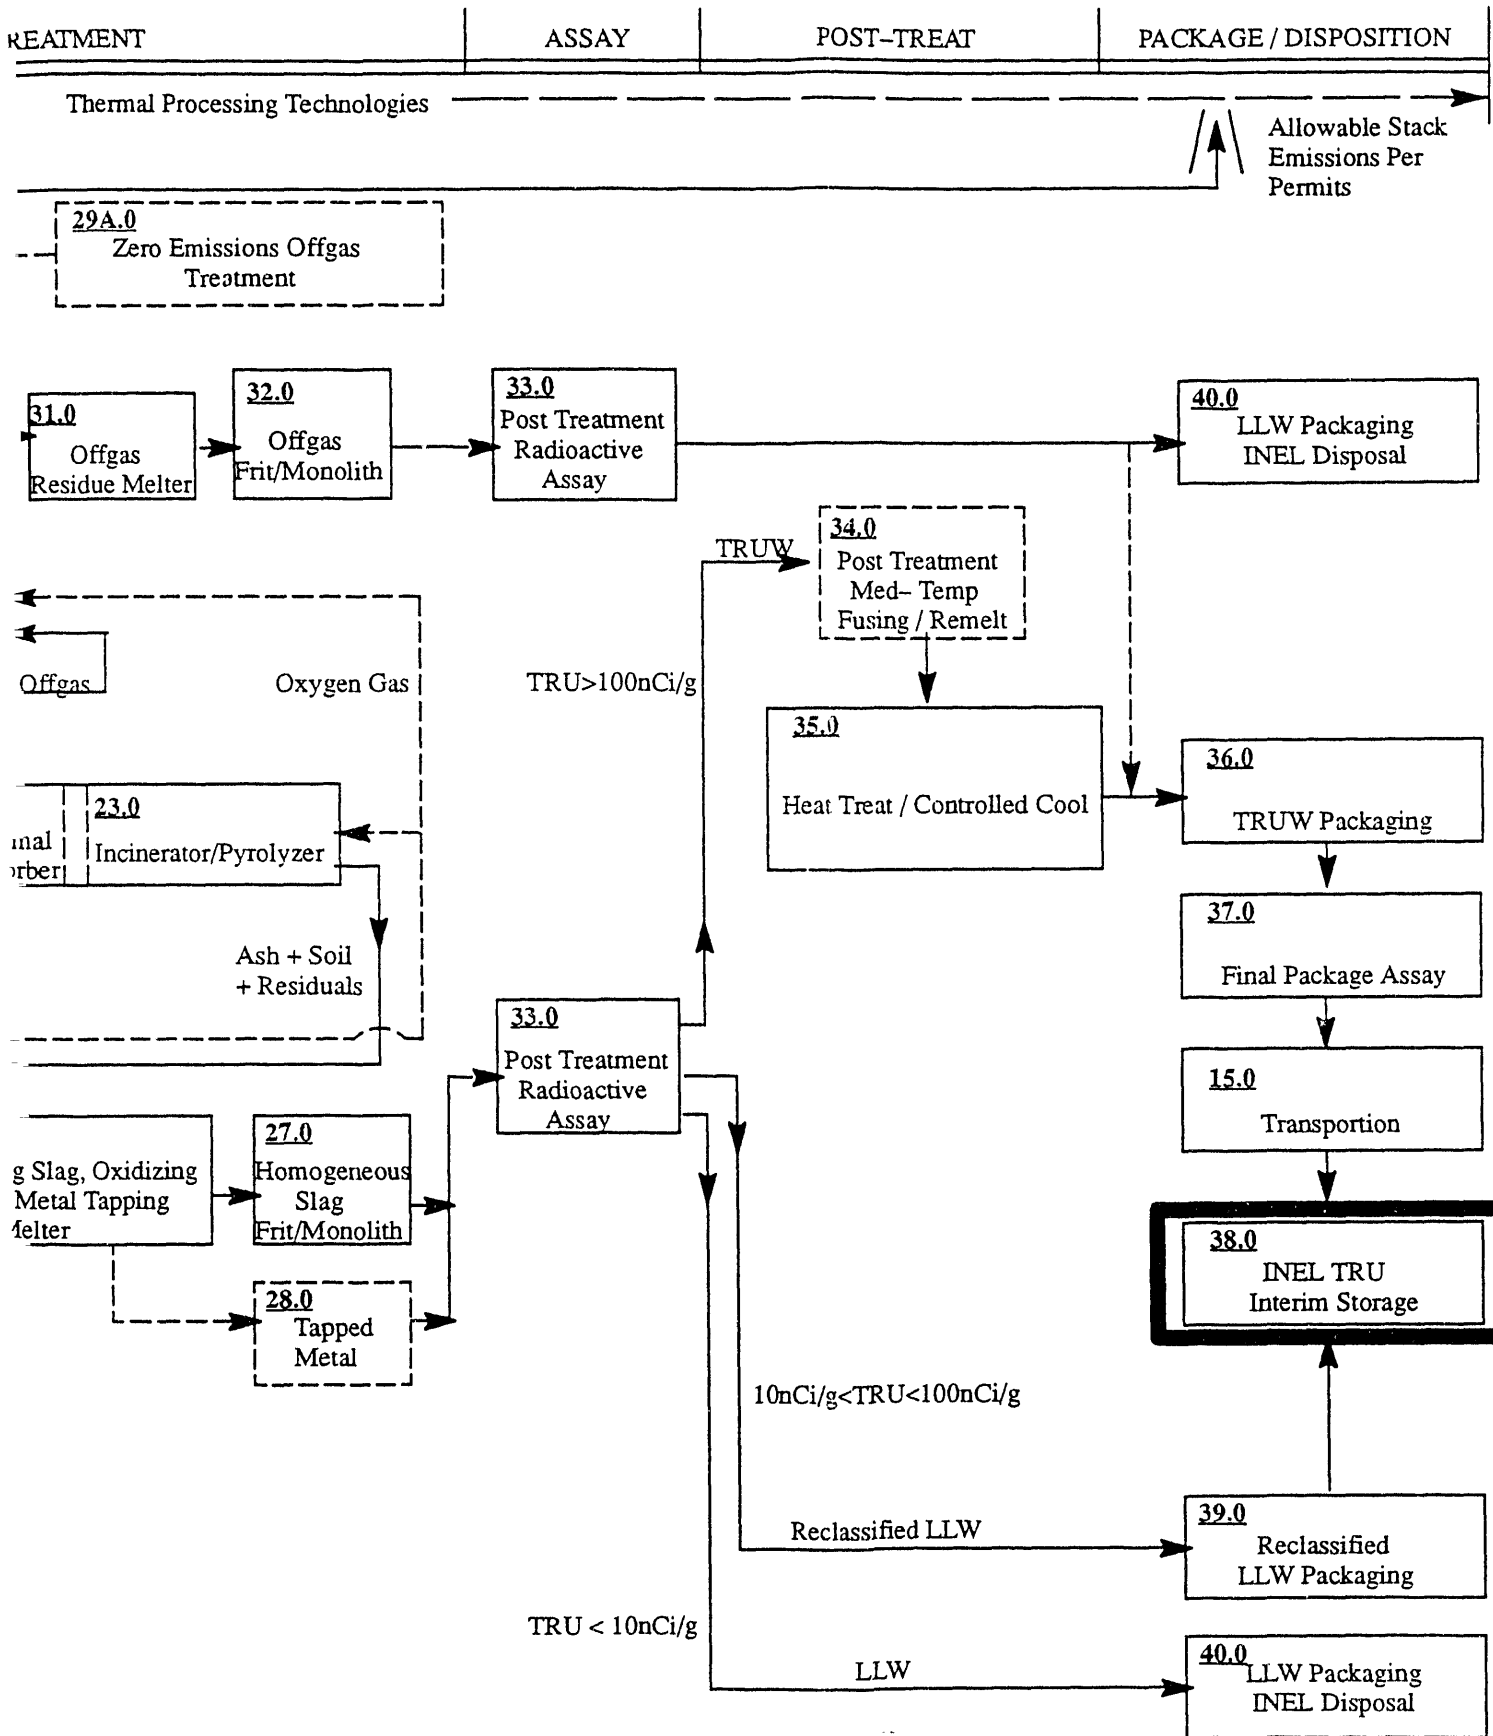 REATMENT
ASSAY
POST-TREAT
PACKAGE / DISPOSITION
Thermal Processing Technologies
Allowable Stack
Emissions Per
Permits
29A.0
Zero Emissions Offgas
Treatment
31.0
Offgas
Residue Melter
32.0
Offgas
Frit/Monolith
33.0
Post Treatment
Radioactive
Assay
40.0
LLW Packaging
INEL Disposal
TRUW
34.0
Post Treatment
Med- Temp
Fusing / Remelt
Offgas
Oxygen Gas
TRU>100nCi/g
35.0
Heat Treat / Controlled Cool
36.0
TRUW Packaging
23.0
Incinerator/Pyrolyzer
nal
rber
37.0
Final Package Assay
Ash + Soil
+ Residuals
33.0
Post Treatment
Radioactive
Assay
15.0
Transportion
g Slag, Oxidizing
Metal Tapping
Melter
27.0
Homogeneous
Slag
Frit/Monolith
38.0
INEL TRU
Interim Storage
28.0
Tapped
Metal
10nCi/g<TRU<100nCi/g
Reclassified LLW
39.0
Reclassified
LLW Packaging
TRU < 10nCi/g
LLW
40.0
LLW Packaging
INEL Disposal